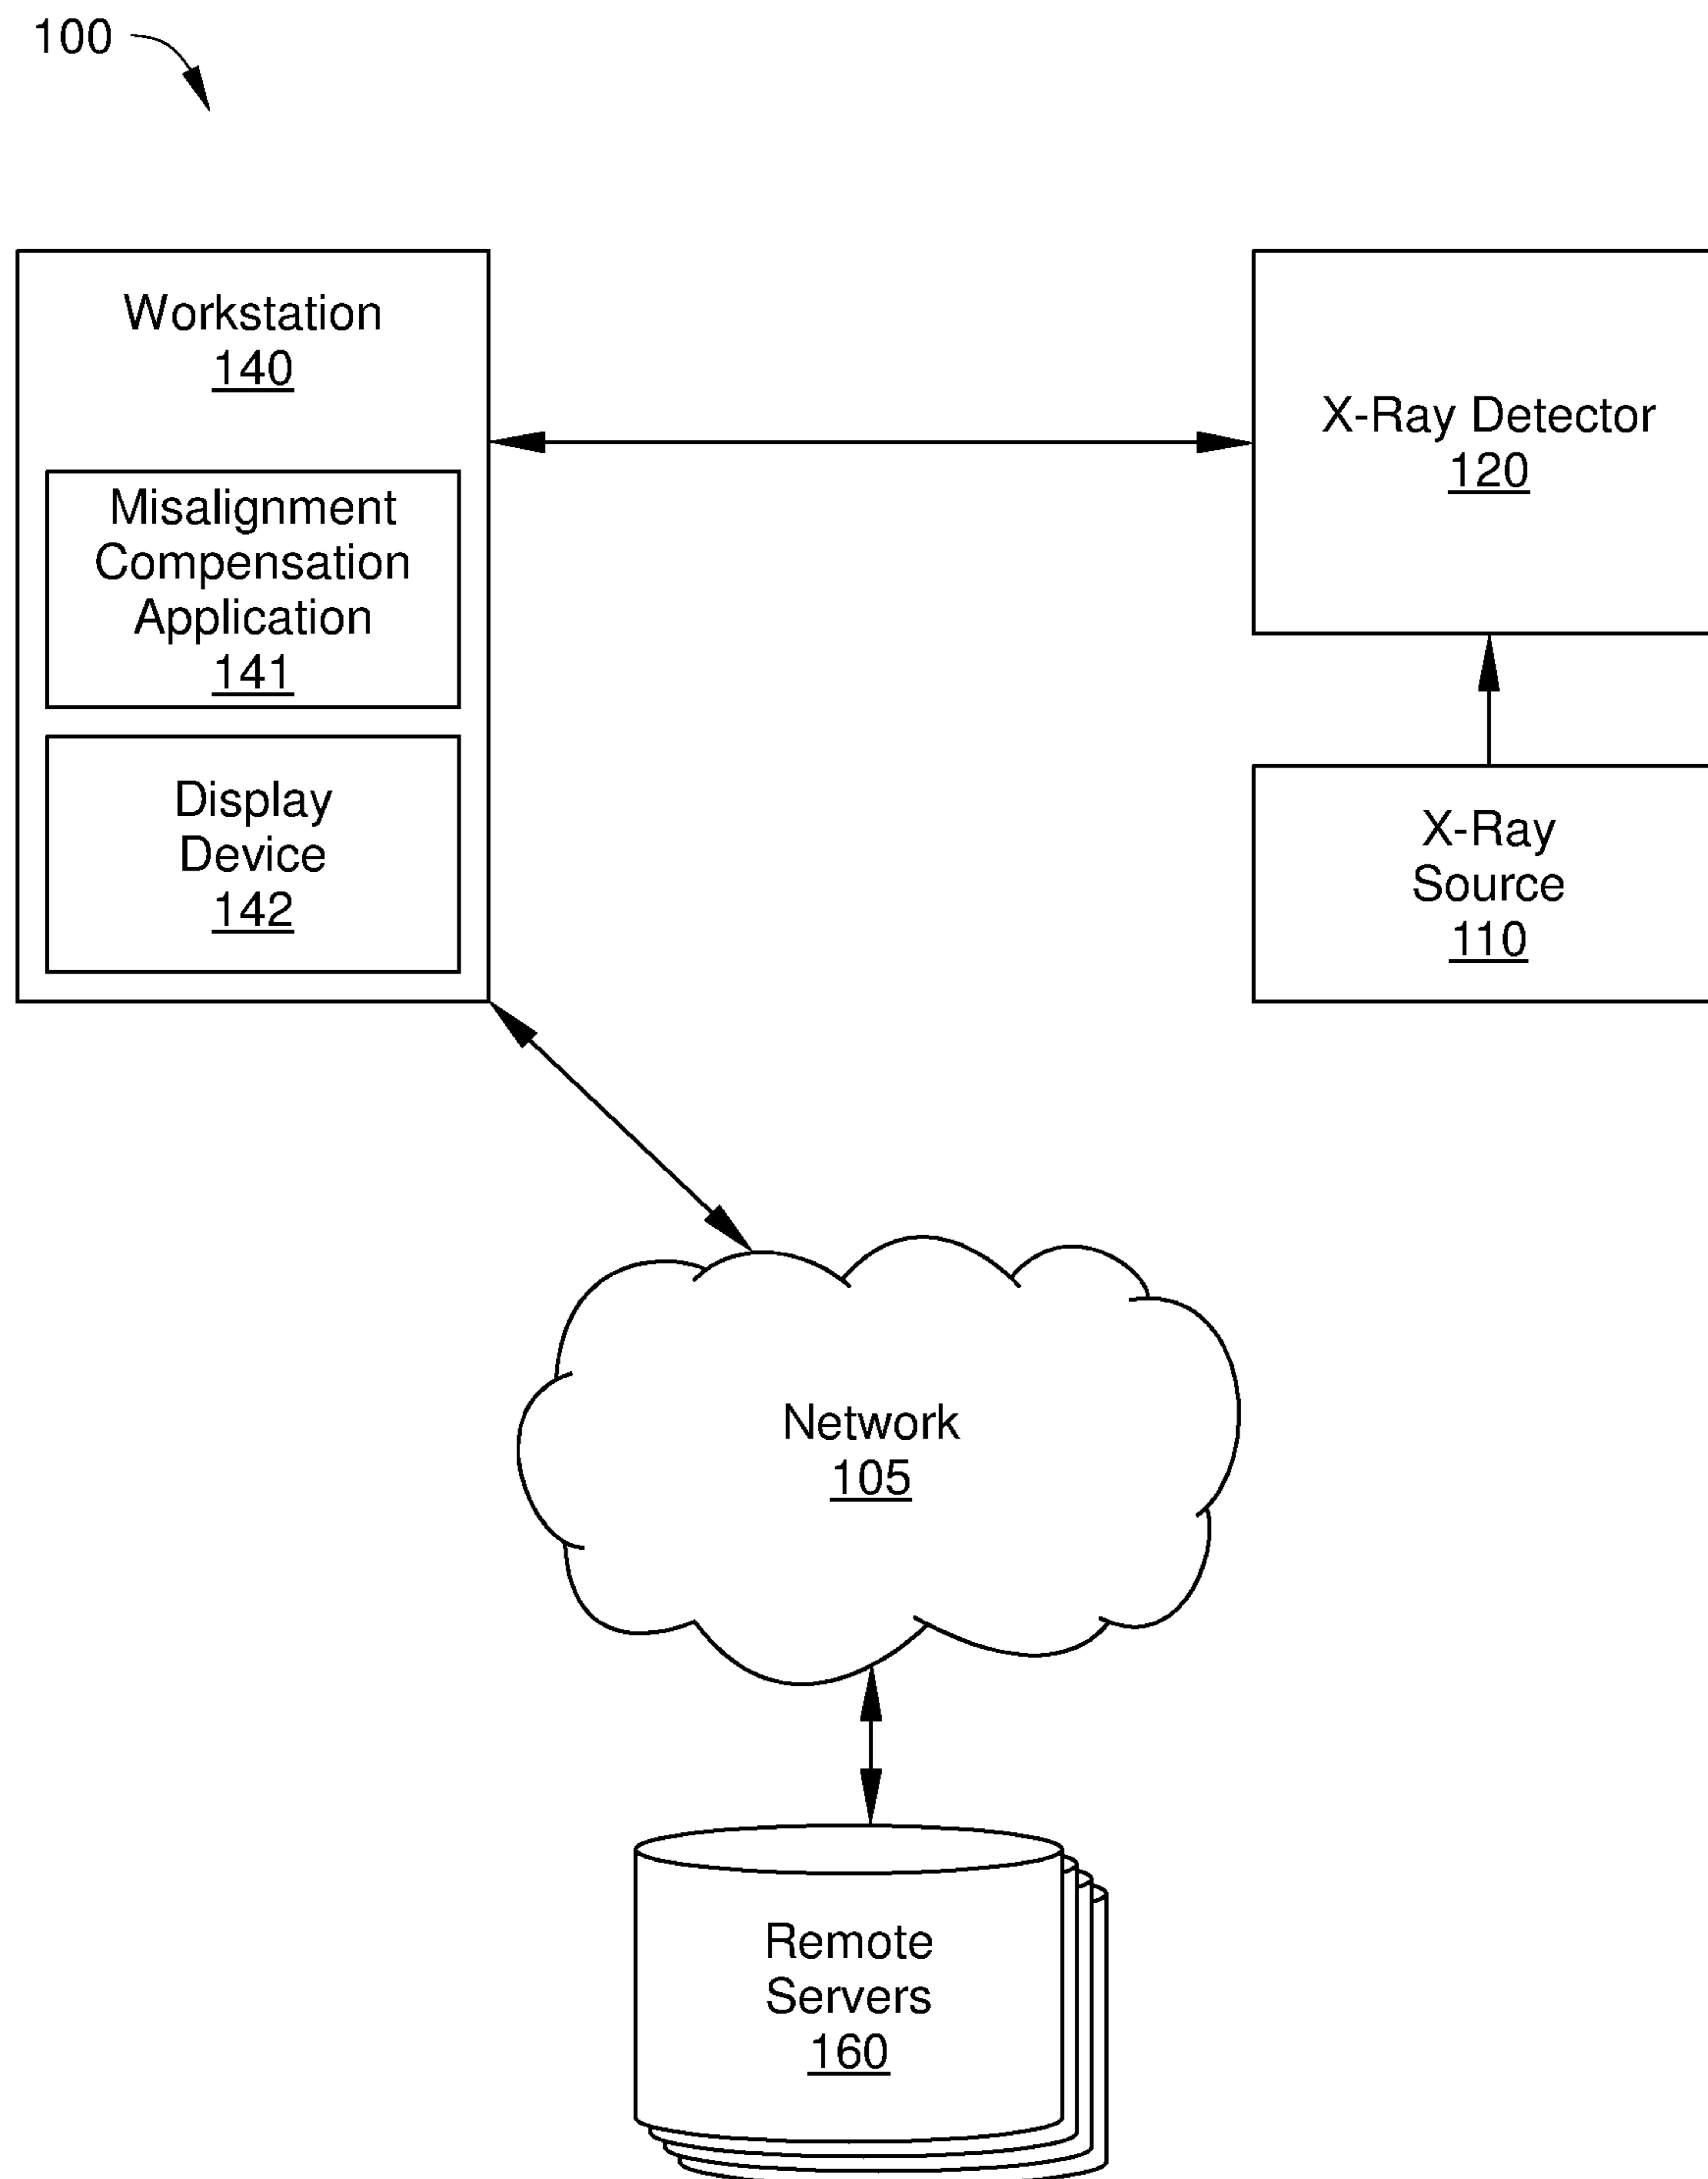 100
Workstation
140
Misalignment
Compensation
Application
141
Display
Device
142
X-Ray Detector
120
X-Ray
Source
110
Network
105
Remote
Servers
160